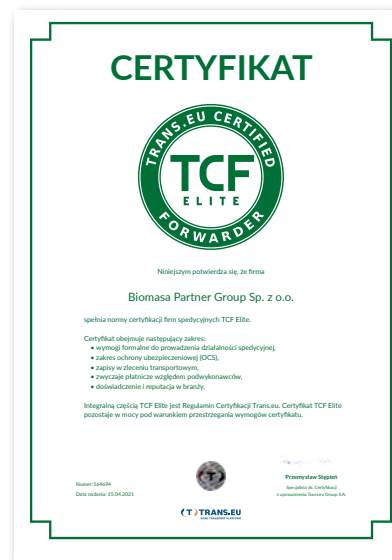 CERTYFIKAT
TRANS.EU CERTIFIED
TCF
ELITE
FORWARDER
Niniejszym potwierdza się, że firma
Biomasa Partner Group Sp. z o.o.
spełnia normy certyfikacji firm spedycyjnych TCF Elite.
Certyfikat obejmuje następujący zakres:
• wymogi formalne do prowadzenia działalności spedycyjnej,
• zakres ochrony ubezpieczeniowej (OCS),
• zapisy w zleceniu transportowym,
• zwyczaje płatnicze względem podwykonawców,
• doświadczenie i reputacja w branży.
Integralną częścią TCF Elite jest Regulamin Certyfikacji Trans.eu. Certyfikat TCF Elite
pozostaje w mocy pod warunkiem przestrzegania wymogów certyfikatu.
Przemysław Stępień
Numer: 564694
Specjalista ds. Certyfikacji
Data nadania: 15.04.2021
z upoważnienia Trans.eu Group S.A.
TRANS.EU
ROAD TRANSPORT PLATFORM